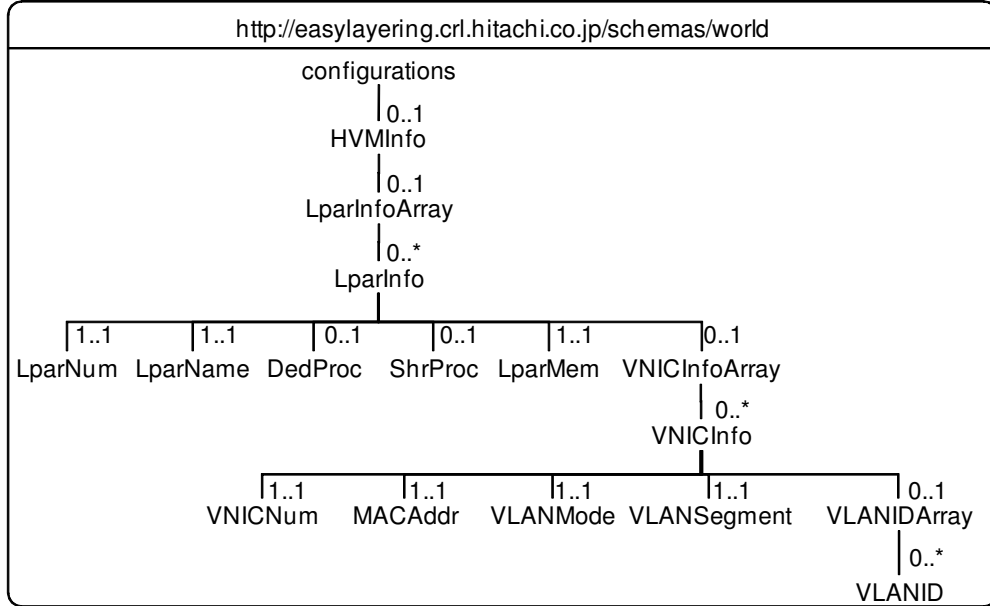 http://easylayering.crl.hitachi.co.jp/schemas/world
configurations
0..1
HVMInfo
0..1
LparInfoArray
0..*
LparInfo
1..1 1..1 0..1 0..1 1..1 0..1
LparNum LparName DedProc ShrProc LparMem VNICInfoArray
0..*
VNICInfo
1..1 1..1 1..1 1..1 0..1
VNICNum MACAddr VLANMode VLANSegment VLANIDArray
0..*
VLANID